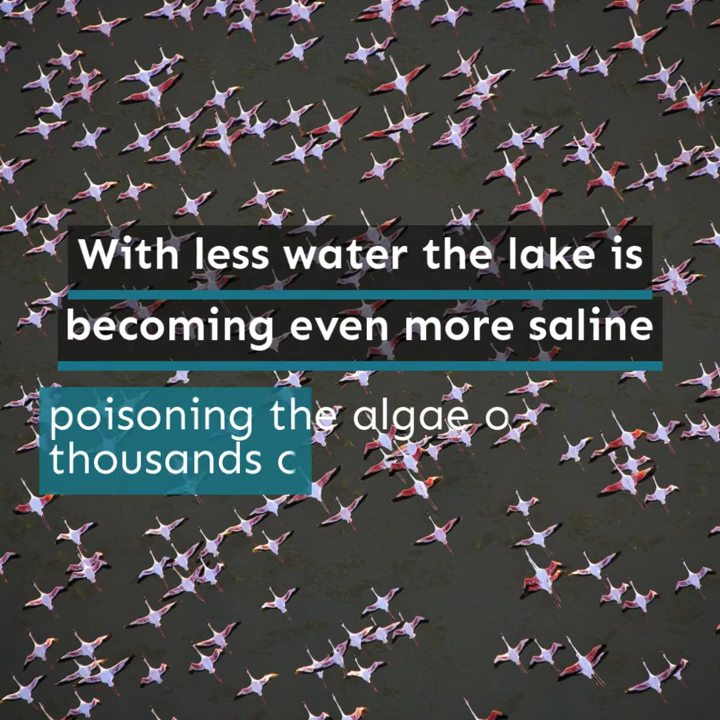 With less water the lake is
becoming even more saline
poisoning the algae o
thousands c